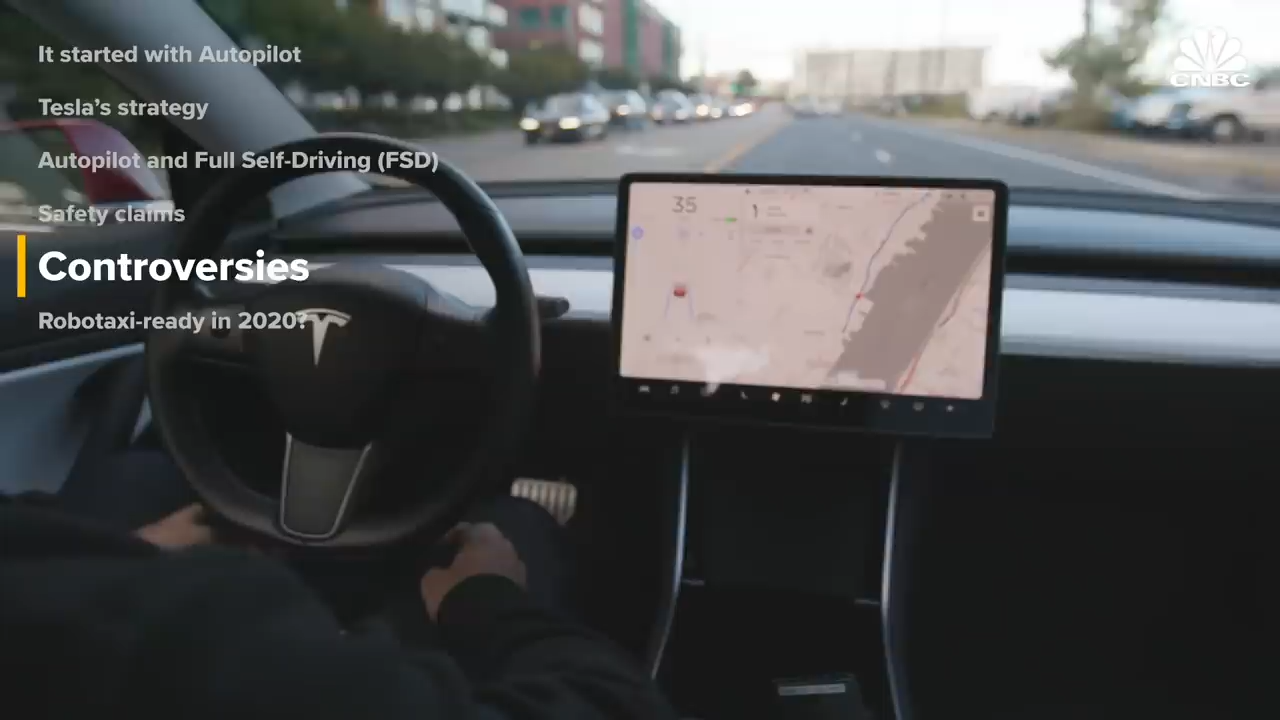 It started with Autopilot
CNBC
Tesla's strategy
Autopilot and Full Self-Driving (FSD)
Safety claims
Controversies
Robotaxi-ready in 2020?
35